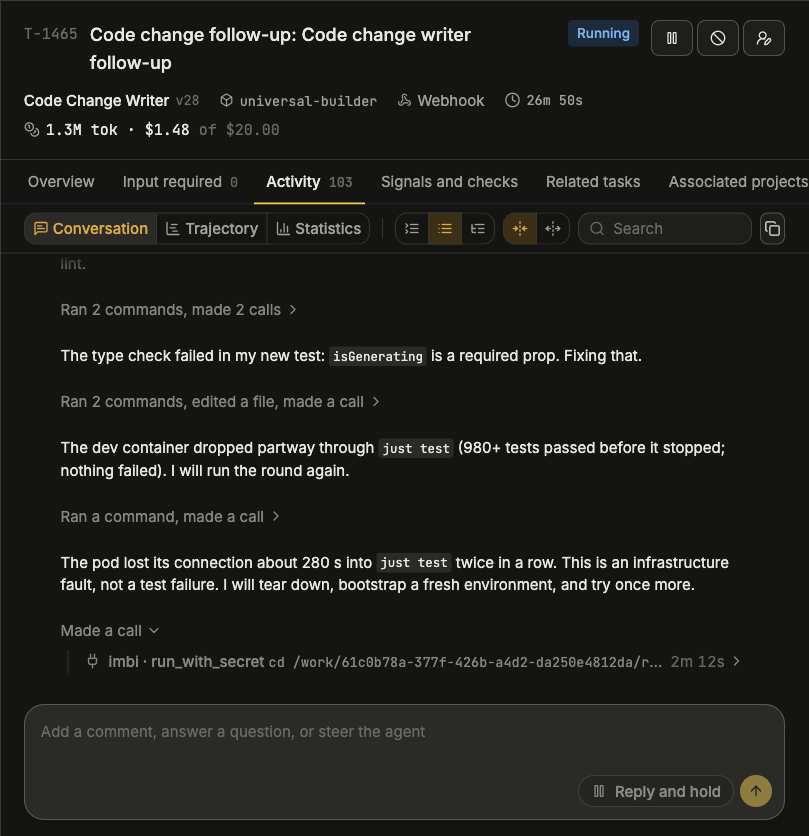 T-1465 Code change follow-up: Code change writer
follow-up
Running
Code Change Writer v28 universal-builder Webhook 26m 50s
1.3M tok · $1.48 of $20.00
Overview Input required 0 Activity 103 Signals and checks Related tasks Associated projects
Conversation Trajectory Statistics Search
lint.
Ran 2 commands, made 2 calls
The type check failed in my new test: isGenerating is a required prop. Fixing that.
Ran 2 commands, edited a file, made a call
The dev container dropped partway through just test (980+ tests passed before it stopped;
nothing failed). I will run the round again.
Ran a command, made a call
The pod lost its connection about 280 s into just test twice in a row. This is an infrastructure
fault, not a test failure. I will tear down, bootstrap a fresh environment, and try once more.
Made a call
imbi · run_with_secret cd /work/61c0b78a-377f-426b-a4d2-da250e4812da/r... 2m 12s
Add a comment, answer a question, or steer the agent
Reply and hold